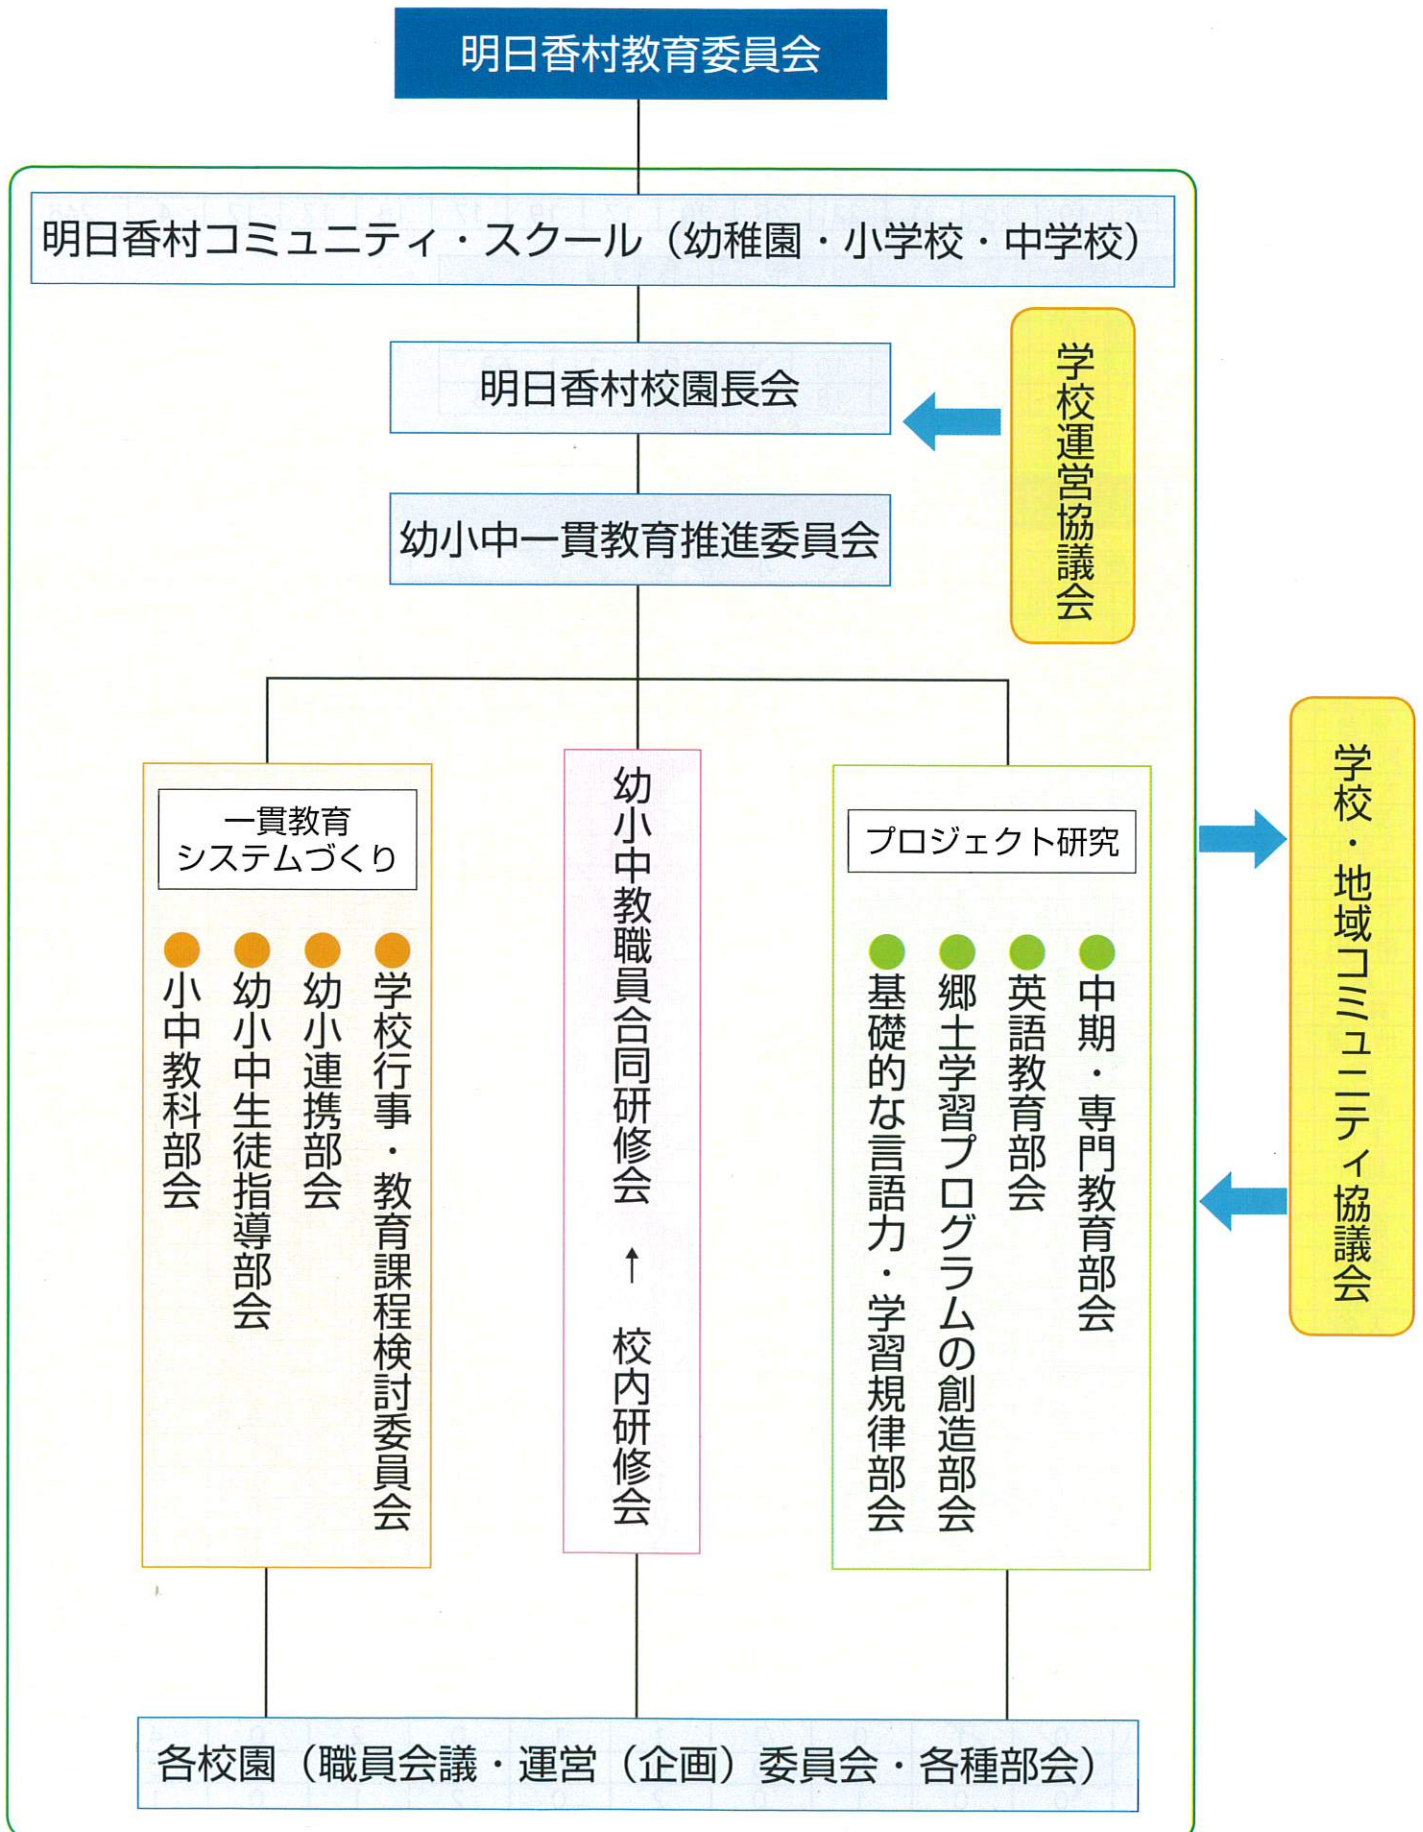 明日香村教育委員会
明日香村コミュニティ・スクール（幼稚園・小学校・中学校）
明日香村校園長会
学校運営協議会
幼小中一貫教育推進委員会
一貫教育
システムづくり
学校行事・教育課程検討委員会
幼小連携部会
幼小中生徒指導部会
小中教科部会
幼小中教職員合同研修会 ← 校内研修会
プロジェクト研究
中期・専門教育部会
英語教育部会
郷土学習プログラムの創造部会
基礎的な言語力・学習規律部会
学校・地域コミュニティ協議会
各校園（職員会議・運営（企画）委員会・各種部会）